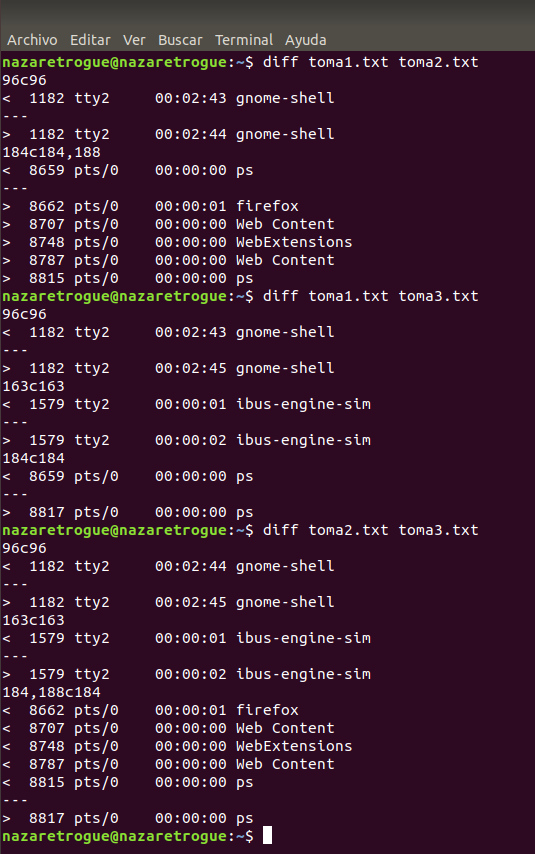 Archivo Editar Ver Buscar Terminal Ayuda
nazaretrogue@nazaretrogue:~$ diff toma1.txt toma2.txt
96c96
<  1182 tty2     00:02:43 gnome-shell
---
>  1182 tty2     00:02:44 gnome-shell
184c184,188
<  8659 pts/0    00:00:00 ps
---
>  8662 pts/0    00:00:01 firefox
>  8707 pts/0    00:00:00 Web Content
>  8748 pts/0    00:00:00 WebExtensions
>  8787 pts/0    00:00:00 Web Content
>  8815 pts/0    00:00:00 ps
nazaretrogue@nazaretrogue:~$ diff toma1.txt toma3.txt
96c96
<  1182 tty2     00:02:43 gnome-shell
---
>  1182 tty2     00:02:45 gnome-shell
163c163
<  1579 tty2     00:00:01 ibus-engine-sim
---
>  1579 tty2     00:00:02 ibus-engine-sim
184c184
<  8659 pts/0    00:00:00 ps
---
>  8817 pts/0    00:00:00 ps
nazaretrogue@nazaretrogue:~$ diff toma2.txt toma3.txt
96c96
<  1182 tty2     00:02:44 gnome-shell
---
>  1182 tty2     00:02:45 gnome-shell
163c163
<  1579 tty2     00:00:01 ibus-engine-sim
---
>  1579 tty2     00:00:02 ibus-engine-sim
184,188c184
<  8662 pts/0    00:00:01 firefox
<  8707 pts/0    00:00:00 Web Content
<  8748 pts/0    00:00:00 WebExtensions
<  8787 pts/0    00:00:00 Web Content
<  8815 pts/0    00:00:00 ps
---
>  8817 pts/0    00:00:00 ps
nazaretrogue@nazaretrogue:~$